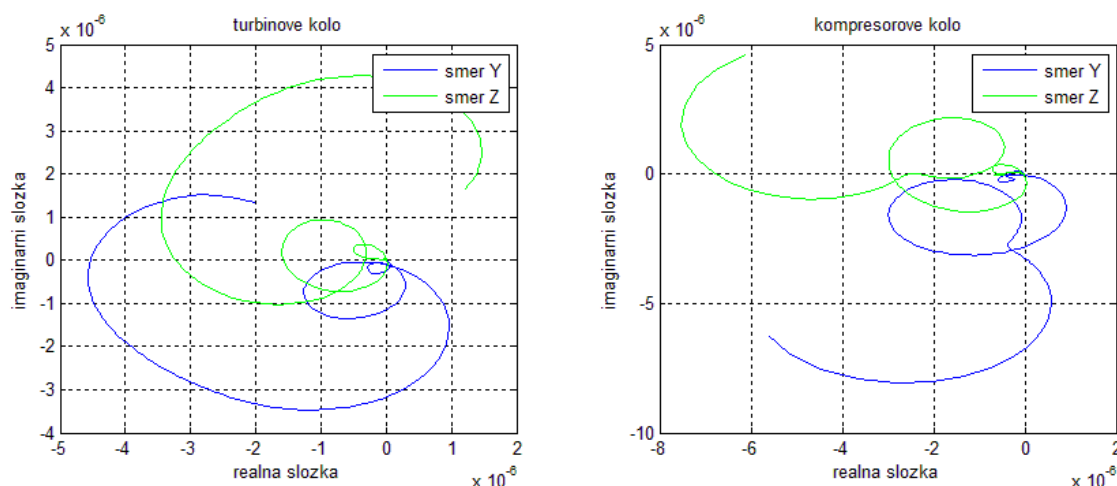 turbinove kolo
x 10-6
5
4
3
2
1
0
-1
-2
-3
-4
-5 -4 -3 -2 -1 0 1 2
x 10-6
realna slozka
imaginarni slozka
smer Y
smer Z
kompresorove kolo
x 10-6
5
0
-5
-10
-8 -6 -4 -2 0 2
x 10-6
realna slozka
imaginarni slozka
smer Y
smer Z